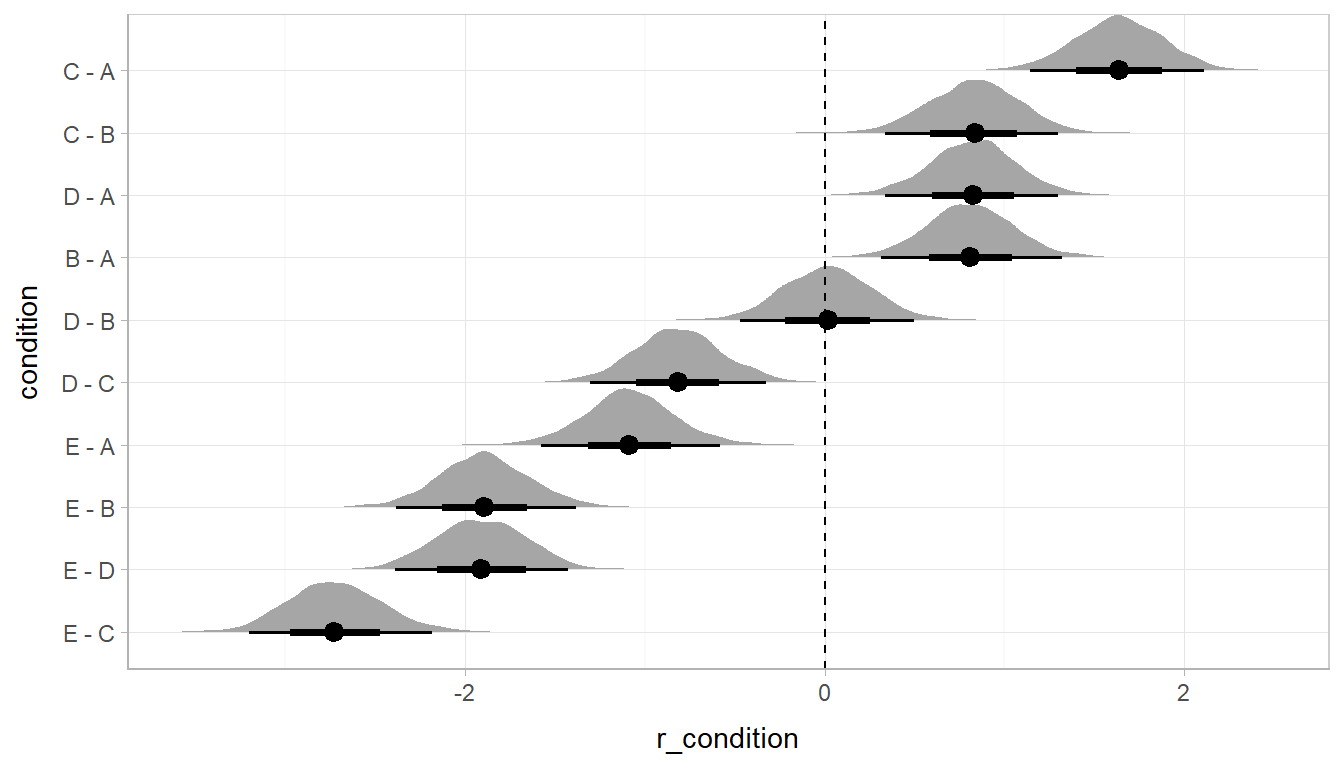 C - A
C - B
D - A
B - A
D - B
D - C
E - A
E - B
E - D
E - C
condition
-2
0
2
r_condition